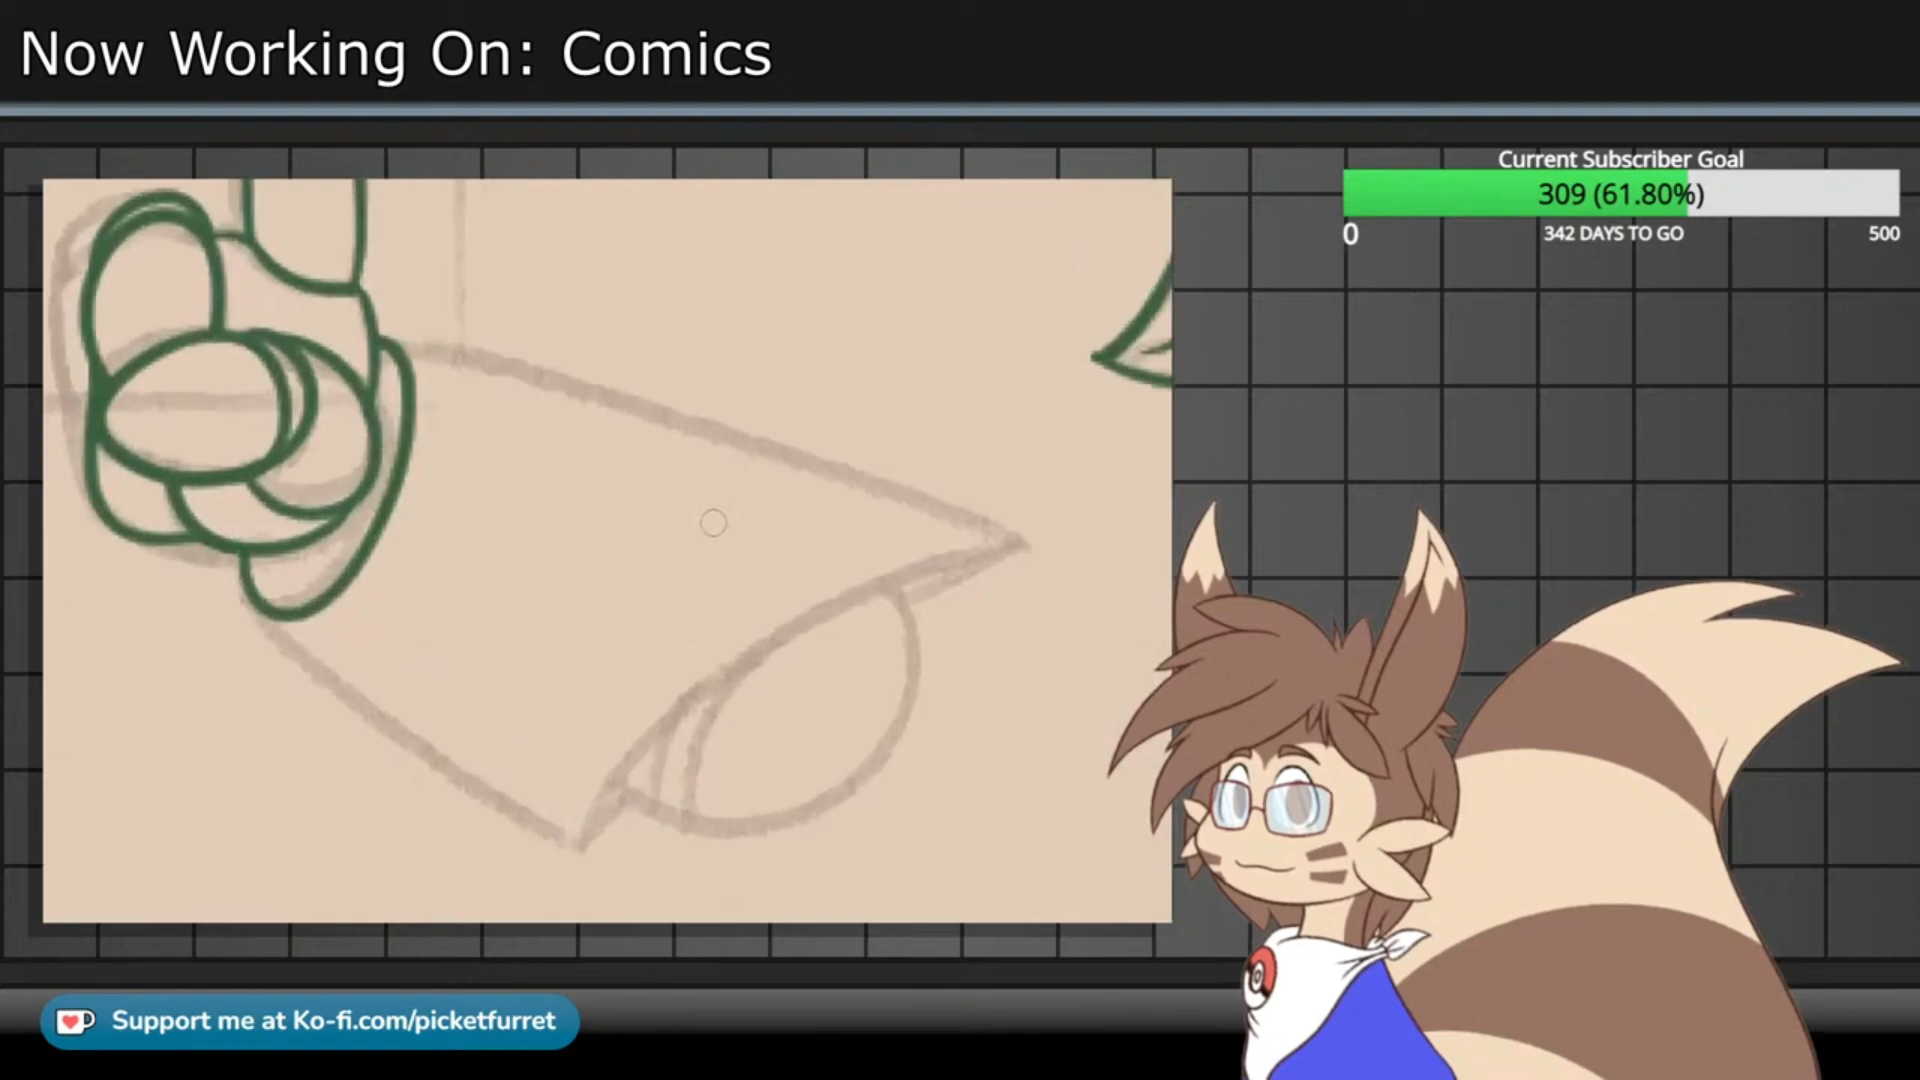 Now Working On: Comics
Current Subscriber Goal
309 (61.80%)
0
342 DAYS TO GO
500
Support me at Ko-fi.com/picketfurret